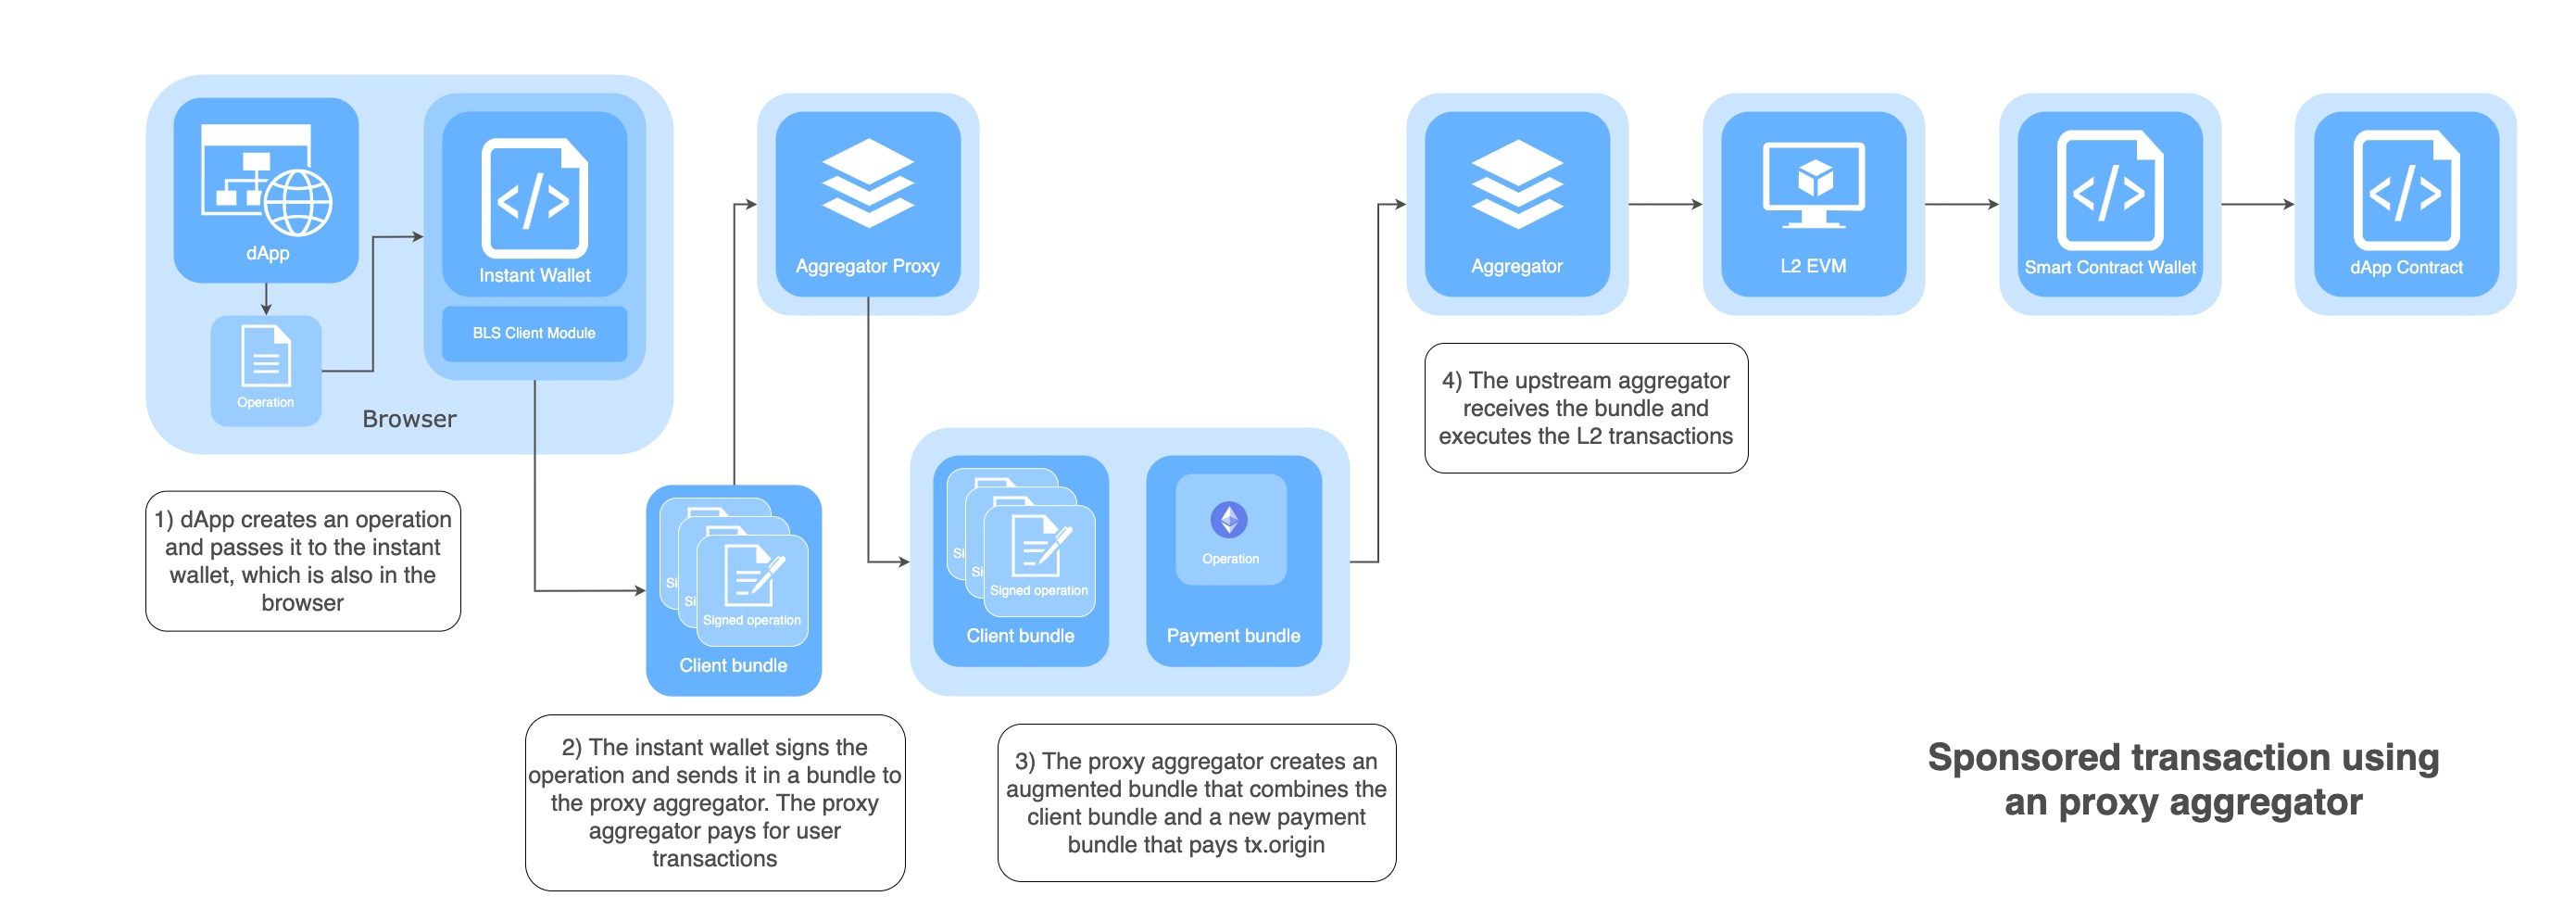 dApp
Operation
Browser
Instant Wallet
BLS Client Module
1) dApp creates an operation
and passes it to the instant
wallet, which is also in the
browser
Si
Si
Signed operation
Client bundle
2) The instant wallet signs the
operation and sends it in a bundle to
the proxy aggregator. The proxy
aggregator pays for user
transactions
Aggregator Proxy
Si
Si
Signed operation
Client bundle
Operation
Payment bundle
3) The proxy aggregator creates an
augmented bundle that combines the
client bundle and a new payment
bundle that pays tx.origin
Aggregator
4) The upstream aggregator
receives the bundle and
executes the L2 transactions
L2 EVM
Smart Contract Wallet
dApp Contract
Sponsored transaction using
an proxy aggregator